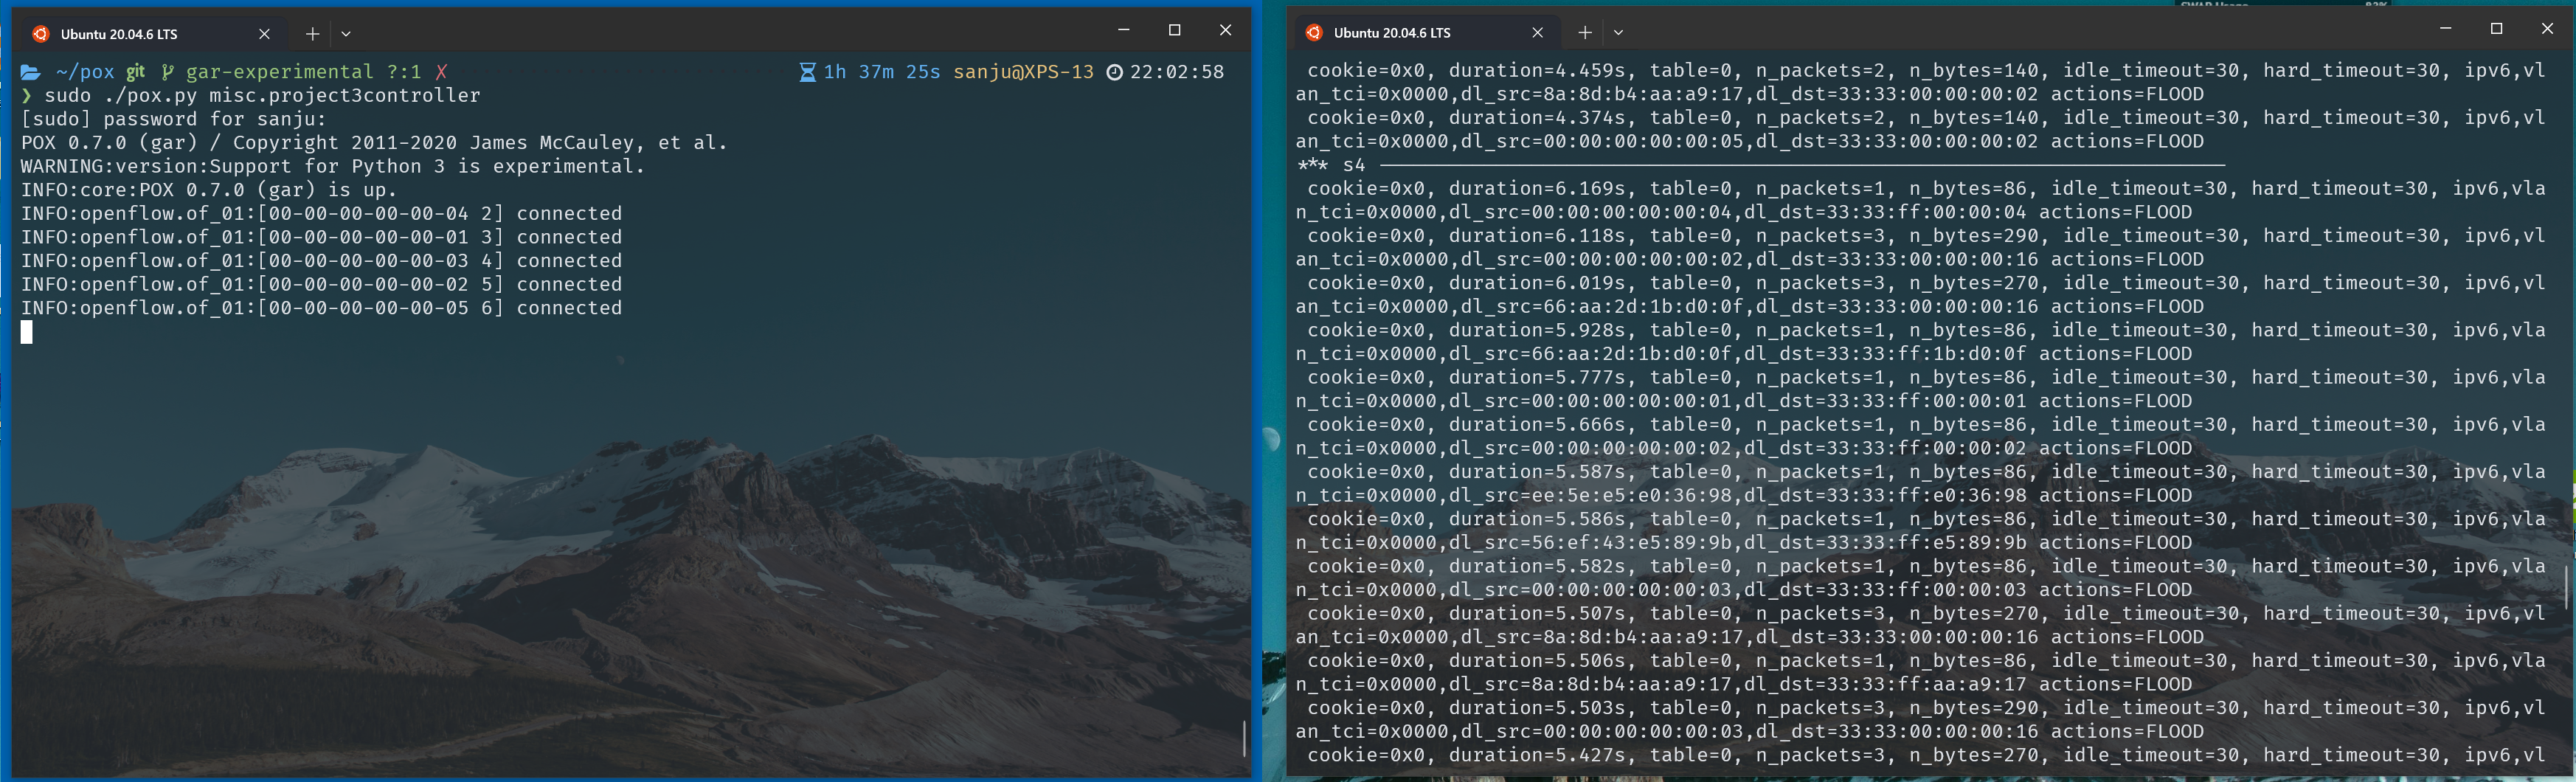 Ubuntu 20.04.6 LTS
~/pox git gar-experimental ?:1 ✗ 1h 37m 25s sanju@XPS-13 22:02:58
❯ sudo ./pox.py misc.project3controller
[sudo] password for sanju:
POX 0.7.0 (gar) / Copyright 2011-2020 James McCauley, et al.
WARNING:version:Support for Python 3 is experimental.
INFO:core:POX 0.7.0 (gar) is up.
INFO:openflow.of_01:[00-00-00-00-00-04 2] connected
INFO:openflow.of_01:[00-00-00-00-00-01 3] connected
INFO:openflow.of_01:[00-00-00-00-00-03 4] connected
INFO:openflow.of_01:[00-00-00-00-00-02 5] connected
INFO:openflow.of_01:[00-00-00-00-00-05 6] connected
Ubuntu 20.04.6 LTS
cookie=0x0, duration=4.459s, table=0, n_packets=2, n_bytes=140, idle_timeout=30, hard_timeout=30, ipv6,vl
an_tci=0x0000,dl_src=8a:8d:b4:aa:a9:17,dl_dst=33:33:00:00:00:02 actions=FLOOD
cookie=0x0, duration=4.374s, table=0, n_packets=2, n_bytes=140, idle_timeout=30, hard_timeout=30, ipv6,vl
an_tci=0x0000,dl_src=00:00:00:00:00:05,dl_dst=33:33:00:00:00:02 actions=FLOOD
*** s4 ------------------------------------------------------------------------
cookie=0x0, duration=6.169s, table=0, n_packets=1, n_bytes=86, idle_timeout=30, hard_timeout=30, ipv6,vla
n_tci=0x0000,dl_src=00:00:00:00:00:04,dl_dst=33:33:ff:00:00:04 actions=FLOOD
cookie=0x0, duration=6.118s, table=0, n_packets=3, n_bytes=290, idle_timeout=30, hard_timeout=30, ipv6,vl
an_tci=0x0000,dl_src=00:00:00:00:00:02,dl_dst=33:33:00:00:00:16 actions=FLOOD
cookie=0x0, duration=6.019s, table=0, n_packets=3, n_bytes=270, idle_timeout=30, hard_timeout=30, ipv6,vl
an_tci=0x0000,dl_src=66:aa:2d:1b:d0:0f,dl_dst=33:33:00:00:00:16 actions=FLOOD
cookie=0x0, duration=5.928s, table=0, n_packets=1, n_bytes=86, idle_timeout=30, hard_timeout=30, ipv6,vla
n_tci=0x0000,dl_src=66:aa:2d:1b:d0:0f,dl_dst=33:33:ff:1b:d0:0f actions=FLOOD
cookie=0x0, duration=5.777s, table=0, n_packets=1, n_bytes=86, idle_timeout=30, hard_timeout=30, ipv6,vla
n_tci=0x0000,dl_src=00:00:00:00:00:01,dl_dst=33:33:ff:00:00:01 actions=FLOOD
cookie=0x0, duration=5.666s, table=0, n_packets=1, n_bytes=86, idle_timeout=30, hard_timeout=30, ipv6,vla
n_tci=0x0000,dl_src=00:00:00:00:00:02,dl_dst=33:33:ff:00:00:02 actions=FLOOD
cookie=0x0, duration=5.587s, table=0, n_packets=1, n_bytes=86, idle_timeout=30, hard_timeout=30, ipv6,vla
n_tci=0x0000,dl_src=ee:5e:e5:e0:36:98,dl_dst=33:33:ff:e0:36:98 actions=FLOOD
cookie=0x0, duration=5.586s, table=0, n_packets=1, n_bytes=86, idle_timeout=30, hard_timeout=30, ipv6,vla
n_tci=0x0000,dl_src=56:ef:43:e5:89:9b,dl_dst=33:33:ff:e5:89:9b actions=FLOOD
cookie=0x0, duration=5.582s, table=0, n_packets=1, n_bytes=86, idle_timeout=30, hard_timeout=30, ipv6,vla
n_tci=0x0000,dl_src=00:00:00:00:00:03,dl_dst=33:33:ff:00:00:03 actions=FLOOD
cookie=0x0, duration=5.507s, table=0, n_packets=3, n_bytes=270, idle_timeout=30, hard_timeout=30, ipv6,vl
an_tci=0x0000,dl_src=8a:8d:b4:aa:a9:17,dl_dst=33:33:00:00:00:16 actions=FLOOD
cookie=0x0, duration=5.506s, table=0, n_packets=1, n_bytes=86, idle_timeout=30, hard_timeout=30, ipv6,vla
n_tci=0x0000,dl_src=8a:8d:b4:aa:a9:17,dl_dst=33:33:ff:aa:a9:17 actions=FLOOD
cookie=0x0, duration=5.503s, table=0, n_packets=3, n_bytes=290, idle_timeout=30, hard_timeout=30, ipv6,vl
an_tci=0x0000,dl_src=00:00:00:00:00:03,dl_dst=33:33:00:00:00:16 actions=FLOOD
cookie=0x0, duration=5.427s, table=0, n_packets=3, n_bytes=270, idle_timeout=30, hard_timeout=30, ipv6,vl